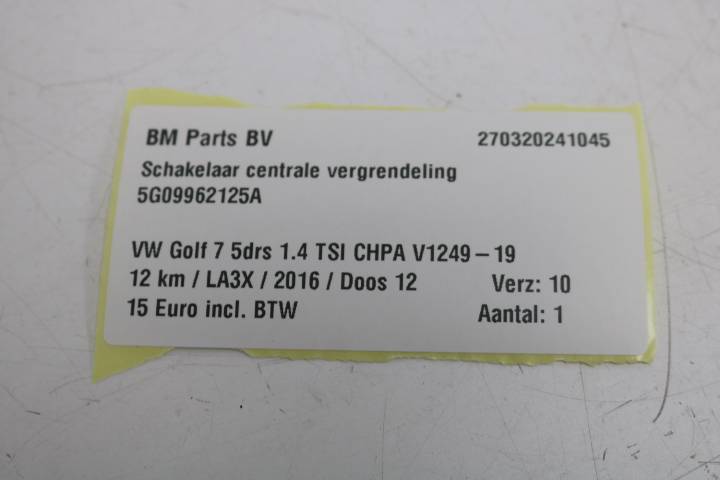 BM Parts BV 270320241045
Schakelaar centrale vergrendeling
5G09962125A
VW Golf 7 5drs 1.4 TSI CHPA V1249-19
12 km / LA3X / 2016 / Doos 12 Verz: 10
15 Euro incl. BTW Aantal: 1